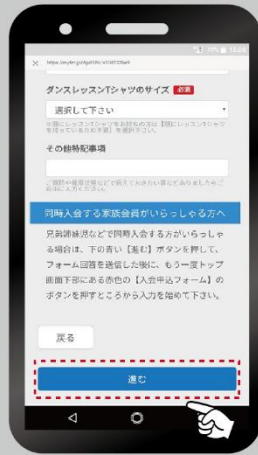 ダンスレッスンTシャツのサイズ 必須
選択して下さい
その他特記事項
同時入会する家族会員がいらっしゃる方へ
兄弟姉妹児などで同時入会する方がいらっしゃ
る場合は、下の青い【進む】ボタンを押して、
フォーム回答を送信した後に、もう一度トップ
画面下部にある赤色の【入会申込フォーム】の
ボタンを押すところから入力を始めて下さい。
戻る
進む